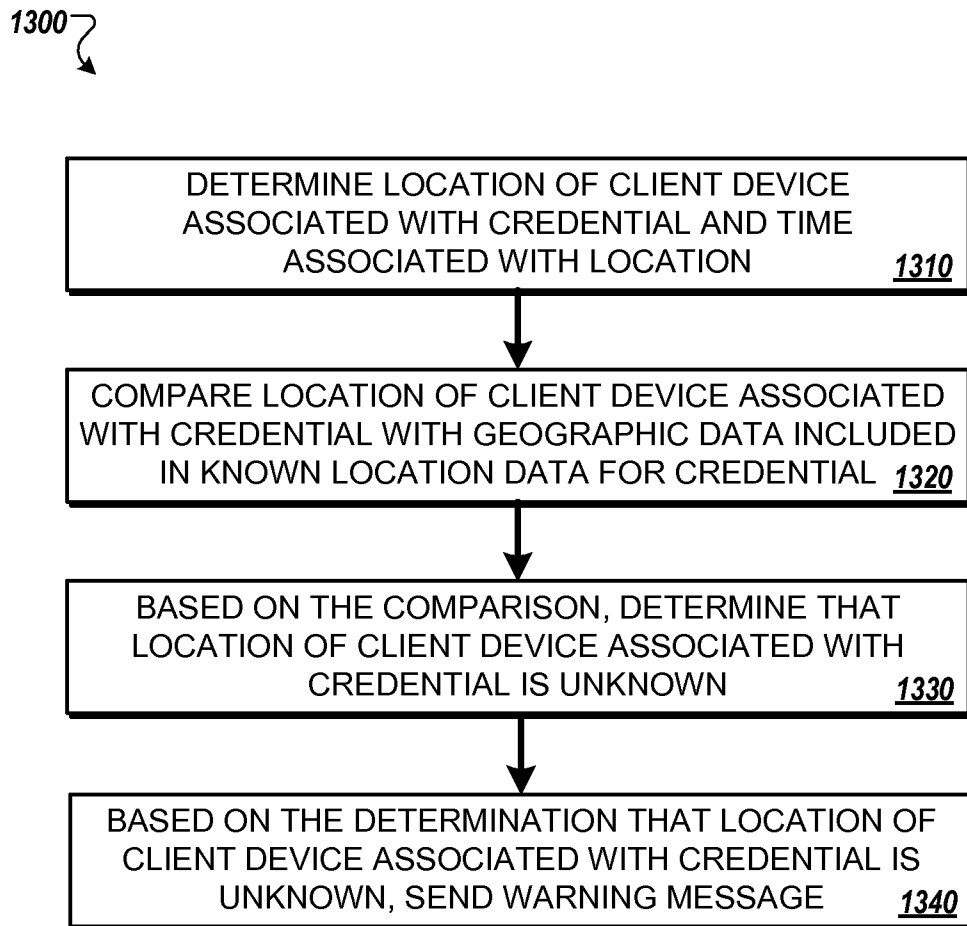 1300
DETERMINE LOCATION OF CLIENT DEVICE
ASSOCIATED WITH CREDENTIAL AND TIME
ASSOCIATED WITH LOCATION 1310
COMPARE LOCATION OF CLIENT DEVICE ASSOCIATED
WITH CREDENTIAL WITH GEOGRAPHIC DATA INCLUDED
IN KNOWN LOCATION DATA FOR CREDENTIAL 1320
BASED ON THE COMPARISON, DETERMINE THAT
LOCATION OF CLIENT DEVICE ASSOCIATED WITH
CREDENTIAL IS UNKNOWN 1330
BASED ON THE DETERMINATION THAT LOCATION OF
CLIENT DEVICE ASSOCIATED WITH CREDENTIAL IS
UNKNOWN, SEND WARNING MESSAGE 1340